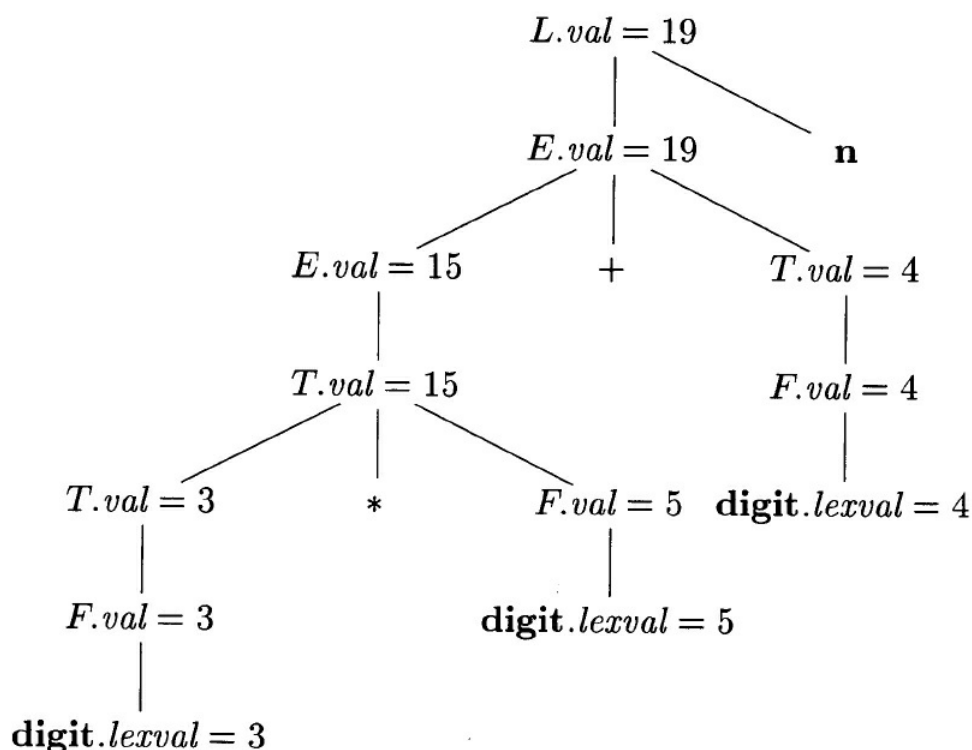 L.val = 19
E.val = 19 n
E.val = 15 + T.val = 4
T.val = 15 F.val = 4
T.val = 3 * F.val = 5 digit.lexval = 4
F.val = 3 digit.lexval = 5
digit.lexval = 3